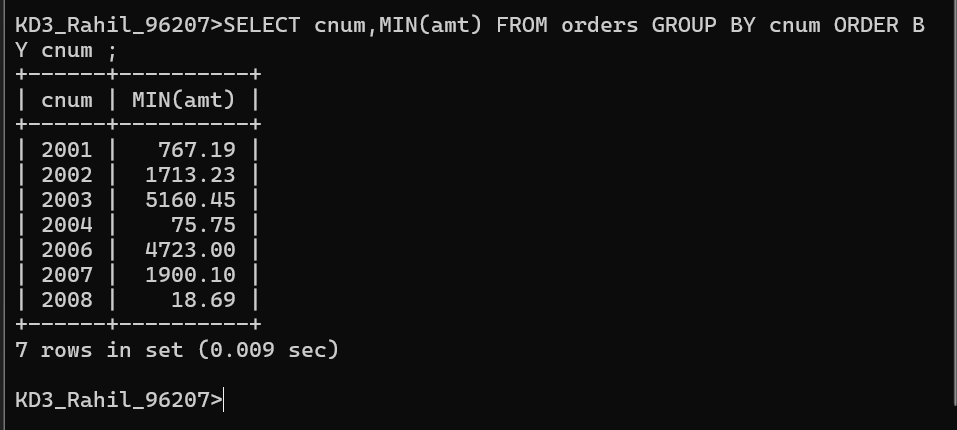 KD3_Rahil_96207>SELECT cnum,MIN(amt) FROM orders GROUP BY cnum ORDER B
Y cnum ;
+------+----------+
| cnum | MIN(amt) |
+------+----------+
| 2001 |   767.19 |
| 2002 |  1713.23 |
| 2003 |  5160.45 |
| 2004 |    75.75 |
| 2006 |  4723.00 |
| 2007 |  1900.10 |
| 2008 |    18.69 |
+------+----------+
7 rows in set (0.009 sec)

KD3_Rahil_96207>